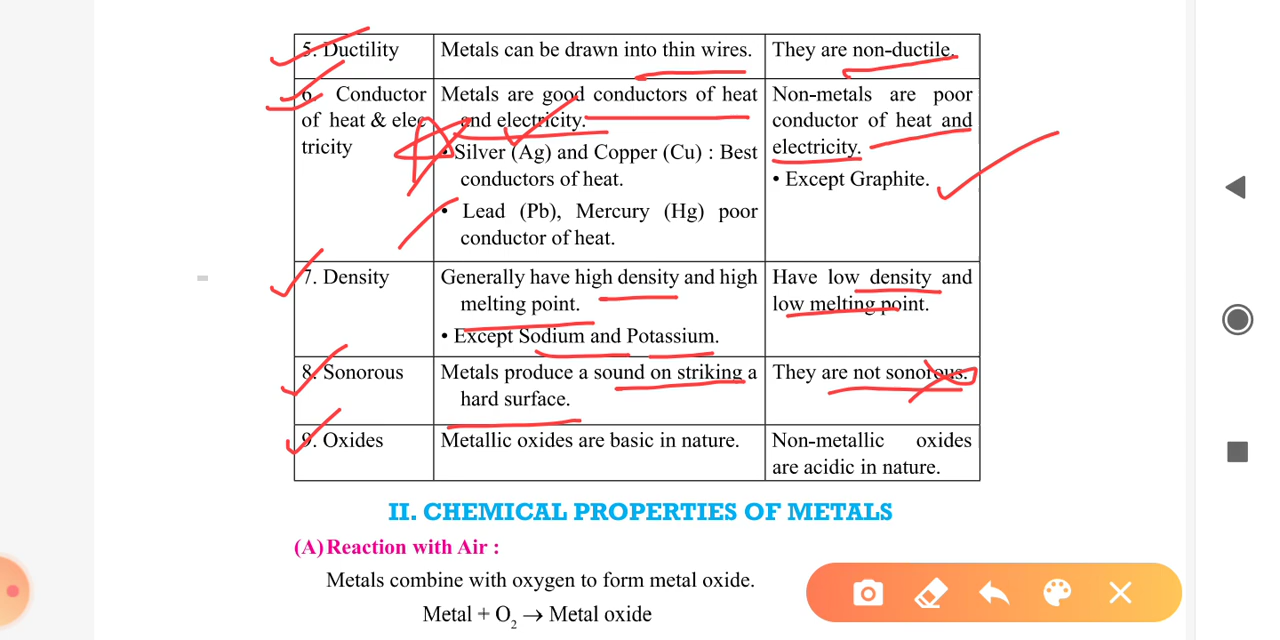 5. Ductility
Metals can be drawn into thin wires.
They are non-ductile.
6. Conductor
of heat & elec
tricity
Metals are good conductors of heat
and electricity.
• Silver (Ag) and Copper (Cu) : Best
conductors of heat.
• Lead (Pb), Mercury (Hg) poor
conductor of heat.
Non-metals are poor
conductor of heat and
electricity.
• Except Graphite.
7. Density
Generally have high density and high
melting point.
• Except Sodium and Potassium.
Have low density and
low melting point.
8. Sonorous
Metals produce a sound on striking a
hard surface.
They are not sonorous.
9. Oxides
Metallic oxides are basic in nature.
Non-metallic oxides
are acidic in nature.
II. CHEMICAL PROPERTIES OF METALS
(A) Reaction with Air :
Metals combine with oxygen to form metal oxide.
Metal + O₂ → Metal oxide